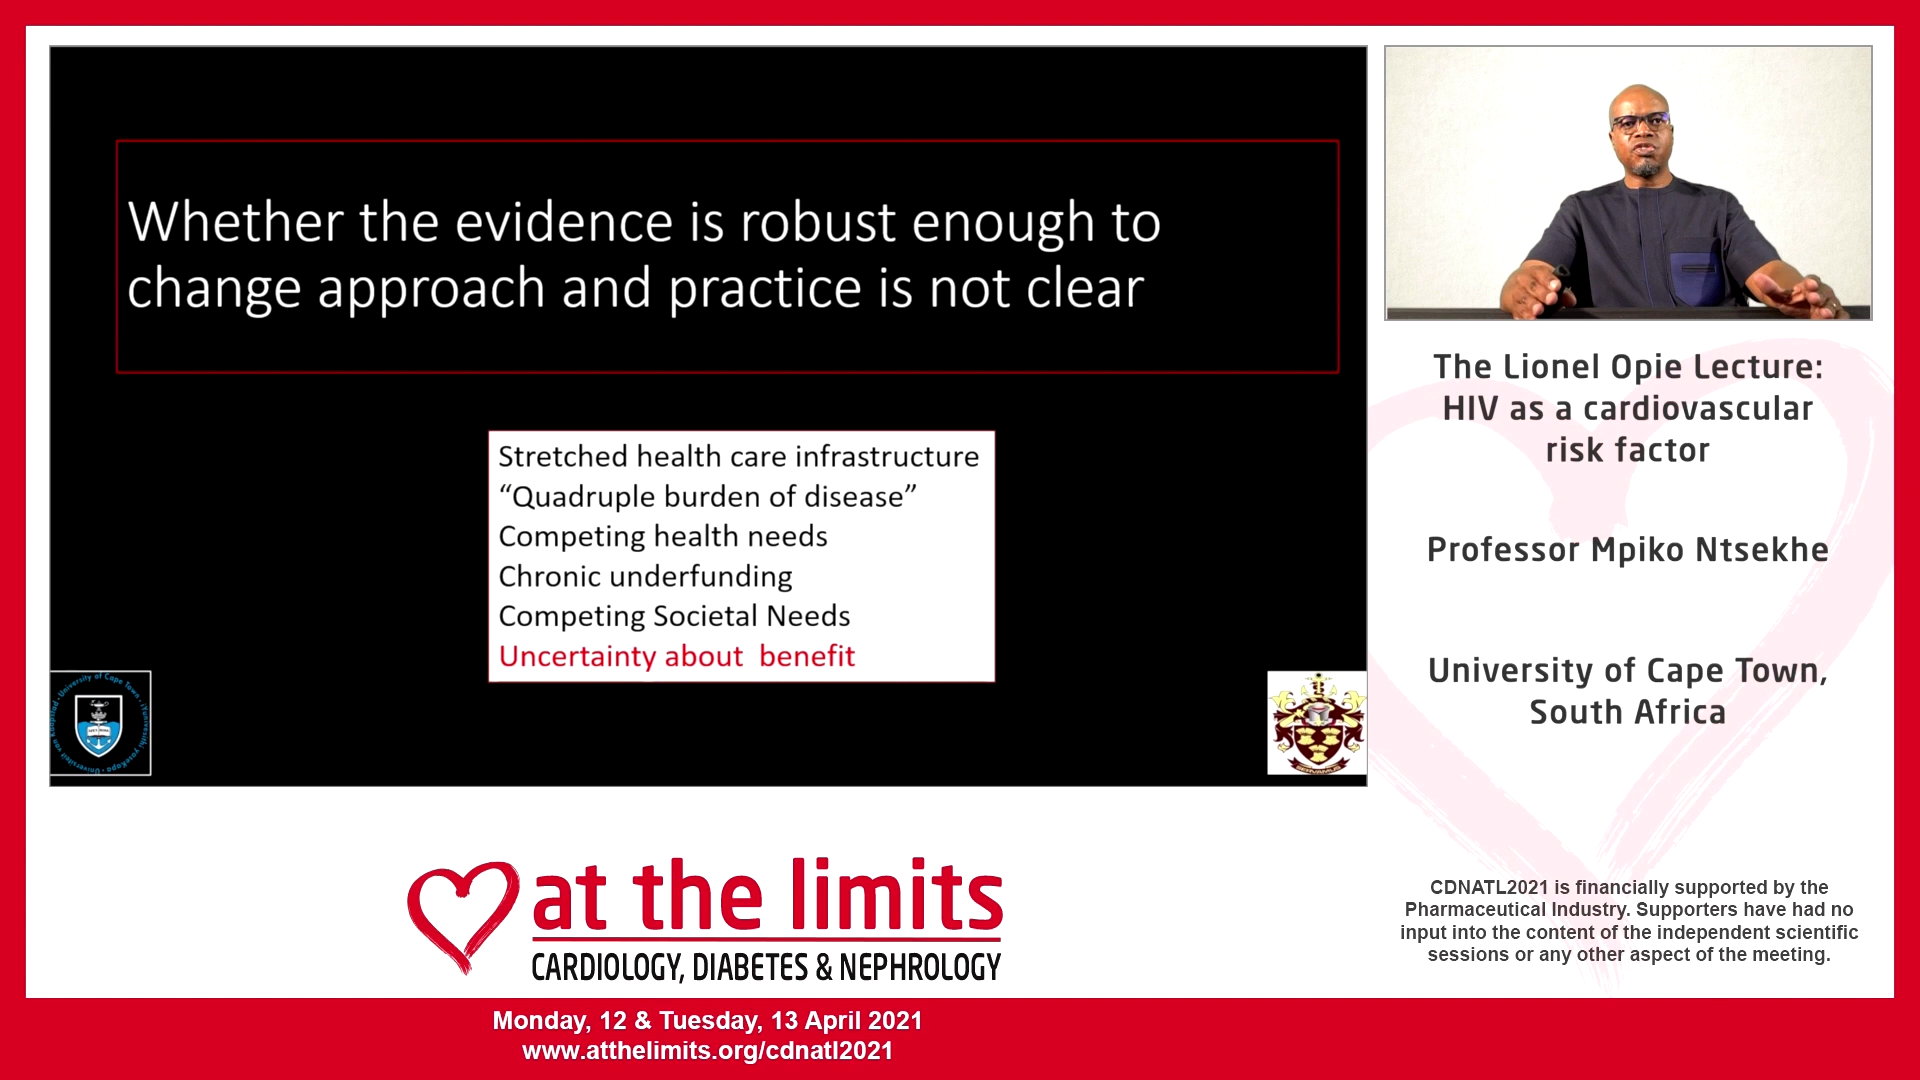 Whether the evidence is robust enough to
change approach and practice is not clear
Stretched health care infrastructure
“Quadruple burden of disease”
Competing health needs
Chronic underfunding
Competing Societal Needs
Uncertainty about  benefit
The Lionel Opie Lecture:
HIV as a cardiovascular
risk factor
Professor Mpiko Ntsekhe
University of Cape Town,
South Africa
University of Cape Town
at the limits
CARDIOLOGY, DIABETES & NEPHROLOGY
CDNATL2021 is financially supported by the
Pharmaceutical Industry. Supporters have had no
input into the content of the independent scientific
sessions or any other aspect of the meeting.
Monday, 12 & Tuesday, 13 April 2021
www.atthelimits.org/cdnatl2021